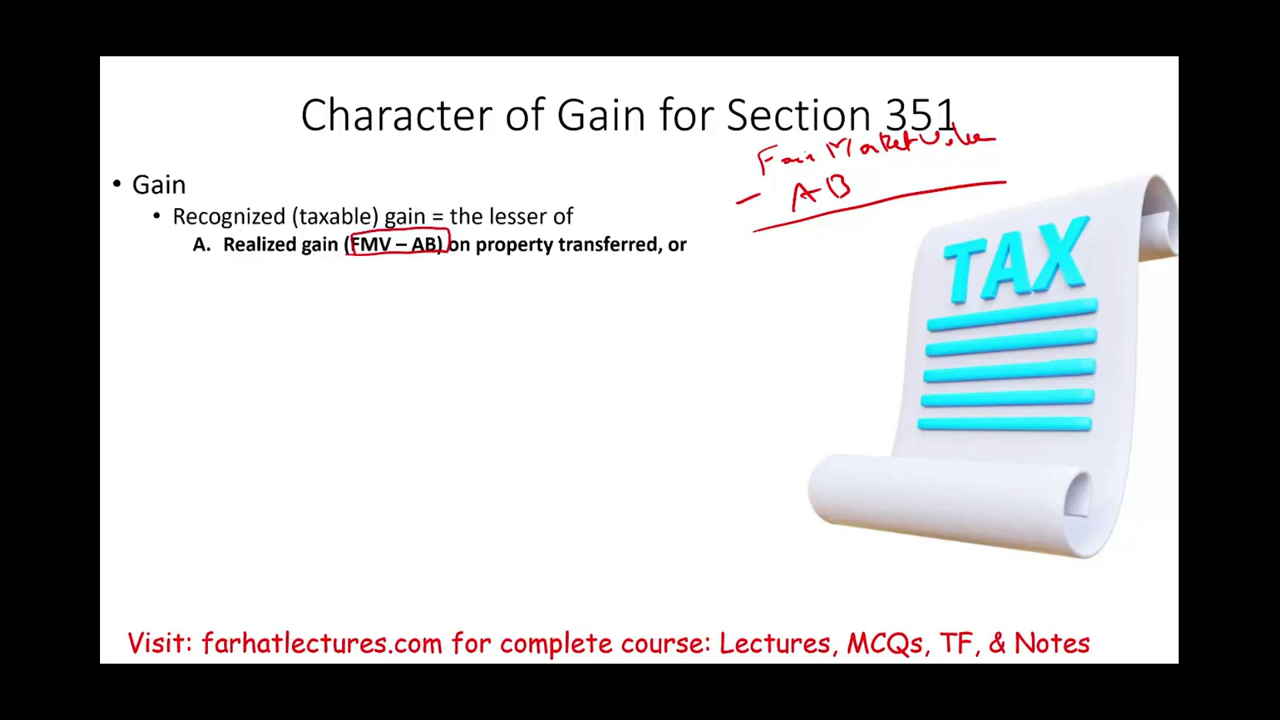 Character of Gain for Section 351
Fair Market Value
– AB
• Gain
• Recognized (taxable) gain = the lesser of
A. Realized gain (FMV – AB) on property transferred, or
TAX
Visit: farhatlectures.com for complete course: Lectures, MCQs, TF, & Notes